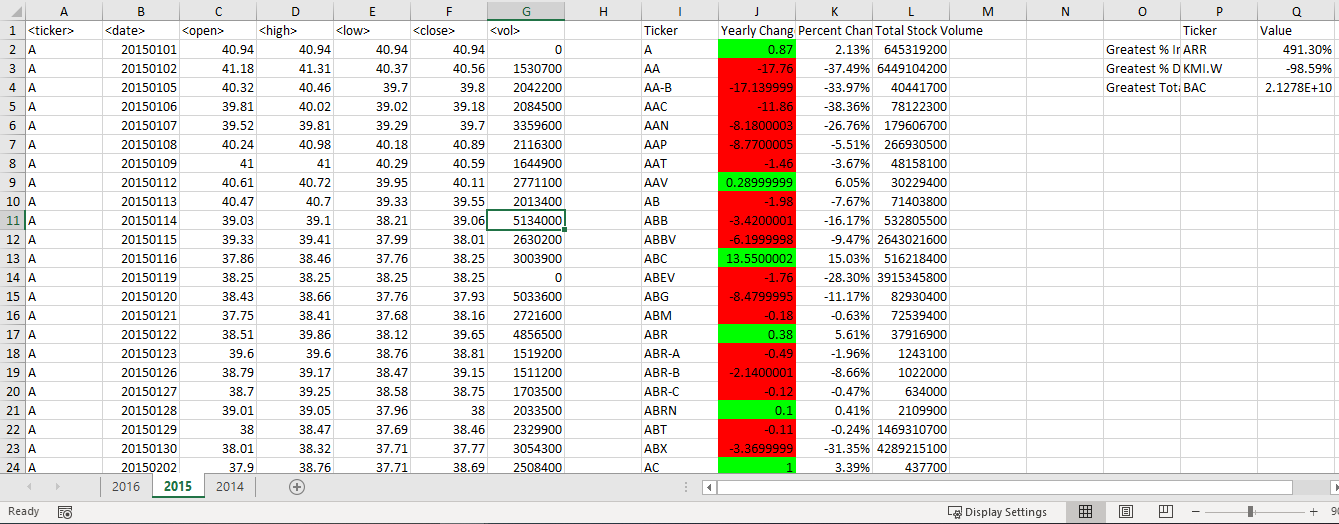 A B C D E F G H I J K L M N O P Q
1 <ticker> <date> <open> <high> <low> <close> <vol> Ticker Yearly Chang Percent Chan Total Stock Volume Ticker Value
2 A 20150101 40.94 40.94 40.94 40.94 0 A 0.87 2.13% 645319200 Greatest % I ARR 491.30%
3 A 20150102 41.18 41.31 40.37 40.56 1530700 AA -17.76 -37.49% 6449104200 Greatest % D KMI.W -98.59%
4 A 20150105 40.32 40.46 39.7 39.8 2042200 AA-B -17.139999 -33.97% 40441700 Greatest Tot BAC 2.1278E+10
5 A 20150106 39.81 40.02 39.02 39.18 2084500 AAC -11.86 -38.36% 78122300
6 A 20150107 39.52 39.81 39.29 39.7 3359600 AAN -8.1800003 -26.76% 179606700
7 A 20150108 40.24 40.98 40.18 40.89 2116300 AAP -8.7700005 -5.51% 266930500
8 A 20150109 41 41 40.29 40.59 1644900 AAT -1.46 -3.67% 48158100
9 A 20150112 40.61 40.72 39.95 40.11 2771100 AAV 0.28999999 6.05% 30229400
10 A 20150113 40.47 40.7 39.33 39.55 2013400 AB -1.98 -7.67% 71403800
11 A 20150114 39.03 39.1 38.21 39.06 5134000 ABB -3.4200001 -16.17% 532805500
12 A 20150115 39.33 39.41 37.99 38.01 2630200 ABBV -6.1999998 -9.47% 2643021600
13 A 20150116 37.86 38.46 37.76 38.25 3003900 ABC 13.5500002 15.03% 516218400
14 A 20150119 38.25 38.25 38.25 38.25 0 ABEV -1.76 -28.30% 3915345800
15 A 20150120 38.43 38.66 37.76 37.93 5033600 ABG -8.4799995 -11.17% 82930400
16 A 20150121 37.75 38.41 37.68 38.16 2721600 ABM -0.18 -0.63% 72539400
17 A 20150122 38.51 39.86 38.12 39.65 4856500 ABR 0.38 5.61% 37916900
18 A 20150123 39.6 39.6 38.76 38.81 1519200 ABR-A -0.49 -1.96% 1243100
19 A 20150126 38.79 39.17 38.47 39.15 1511200 ABR-B -2.1400001 -8.66% 1022000
20 A 20150127 38.7 39.25 38.58 38.75 1703500 ABR-C -0.12 -0.47% 634000
21 A 20150128 39.01 39.05 37.96 38 2033500 ABRN 0.1 0.41% 2109900
22 A 20150129 38 38.47 37.69 38.46 2329900 ABT -0.11 -0.24% 1469310700
23 A 20150130 38.01 38.32 37.71 37.77 3054300 ABX -3.3699999 -31.35% 4289215100
24 A 20150202 37.9 38.76 37.71 38.69 2508400 AC 1 3.39% 437700
2016 2015 2014
Ready Display Settings